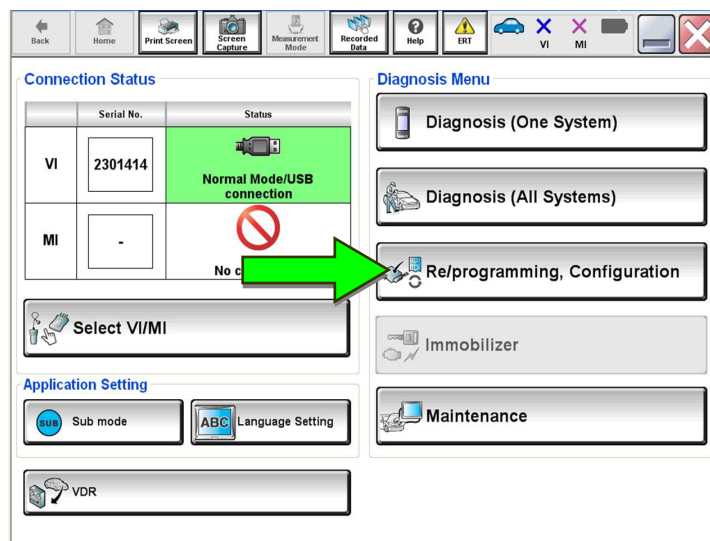 Back
Home
Print Screen
Screen
Capture
Measurement
Mode
Recorded
Data
Help
ERT
VI
MI
Connection Status
Serial No.
Status
VI
2301414
Normal Mode/USB
connection
MI
-
No c
Select VI/MI
Application Setting
SUB
Sub mode
ABC
Language Setting
VDR
Diagnosis Menu
Diagnosis (One System)
Diagnosis (All Systems)
Re/programming, Configuration
Immobilizer
Maintenance